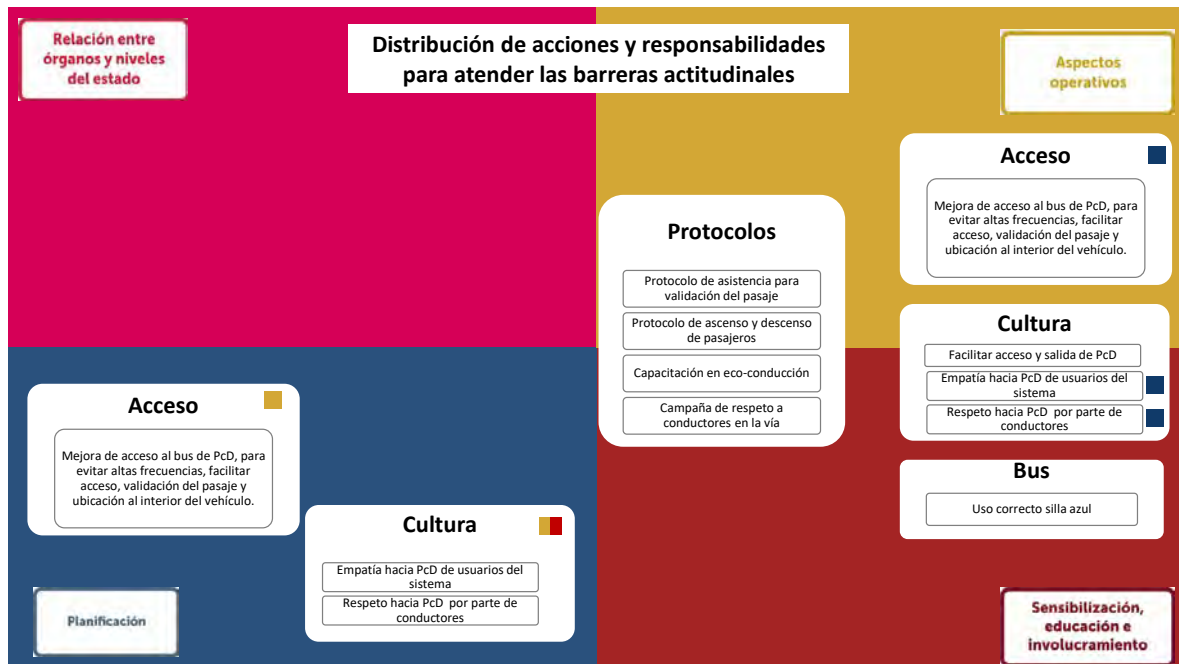 Relación entre
órganos y niveles
del estado
Distribución de acciones y responsabilidades
para atender las barreras actitudinales
Aspectos
operativos
Acceso
Mejora de acceso al bus de PcD, para
evitar altas frecuencias, facilitar
acceso, validación del pasaje y
ubicación al interior del vehículo.
Protocolos
Protocolo de asistencia para
validación del pasaje
Protocolo de ascenso y descenso
de pasajeros
Capacitación en eco-conducción
Campaña de respeto a
conductores en la vía
Cultura
Facilitar acceso y salida de PcD
Empatía hacia PcD de usuarios del
sistema
Respeto hacia PcD por parte de
conductores
Bus
Uso correcto silla azul
Acceso
Mejora de acceso al bus de PcD, para
evitar altas frecuencias, facilitar
acceso, validación del pasaje y
ubicación al interior del vehículo.
Cultura
Empatía hacia PcD de usuarios del
sistema
Respeto hacia PcD por parte de
conductores
Planificación
Sensibilización,
educación e
involucramiento